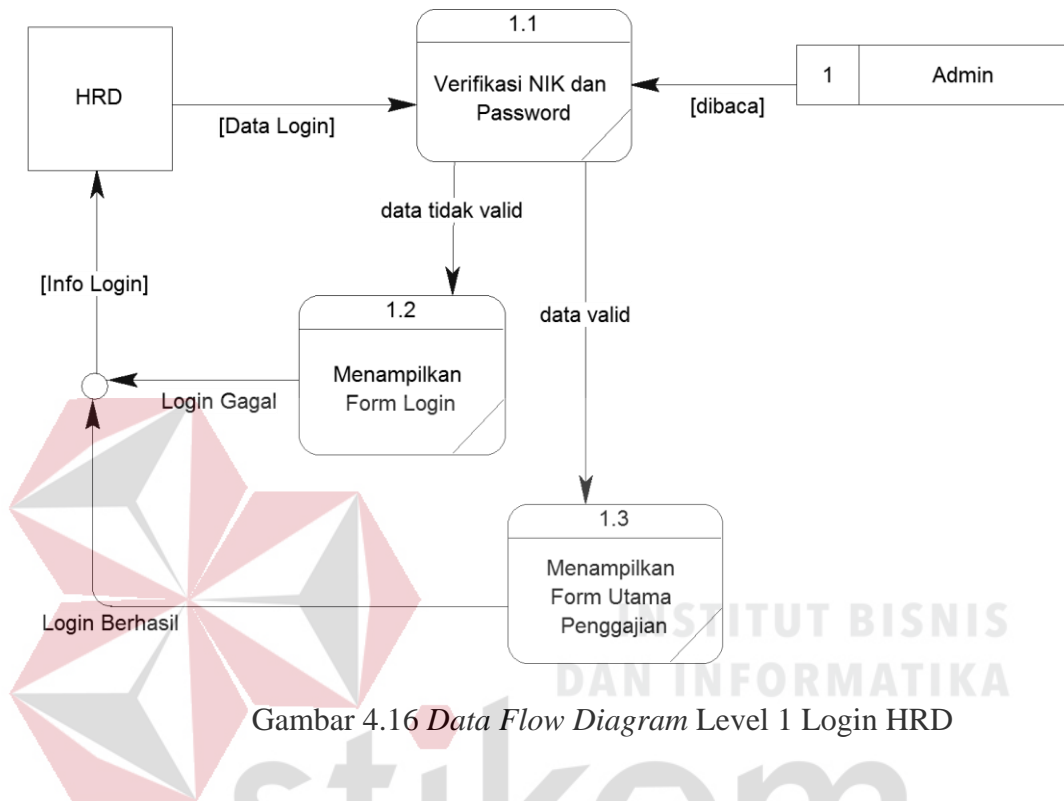 1.1
HRD
Verifikasi NIK dan
Password
1
Admin
[Data Login]
[dibaca]
data tidak valid
[Info Login]
1.2
data valid
Menampilkan
Form Login
Login Gagal
1.3
Menampilkan
Form Utama
Penggajian
Login Berhasil
INSTITUT BISNIS
DAN INFORMATIKA
Gambar 4.16 Data Flow Diagram Level 1 Login HRD
stikom